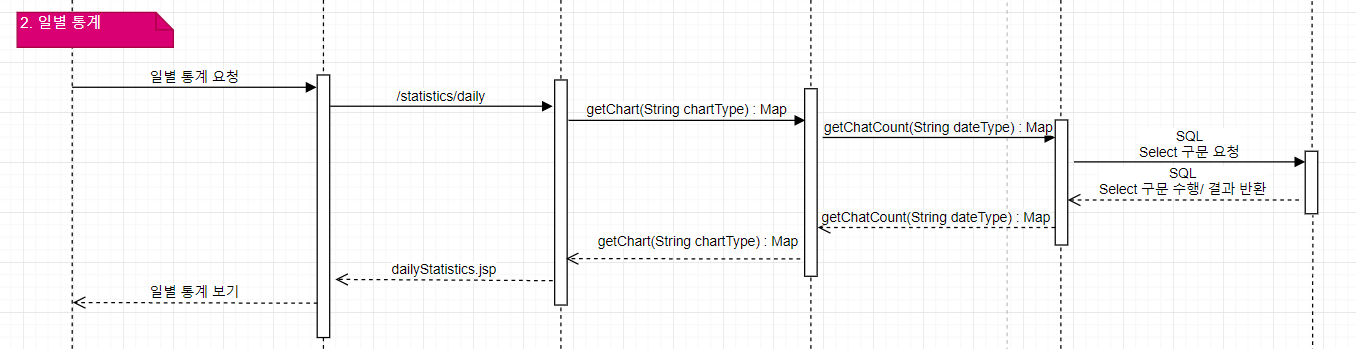 2. 일별 통계
일별 통계 요청
/statistics/daily
getChart(String chartType) : Map
getChatCount(String dateType) : Map
SQL
Select 구문 요청
SQL
Select 구문 수행/ 결과 반환
getChatCount(String dateType) : Map
getChart(String chartType) : Map
dailyStatistics.jsp
일별 통계 보기